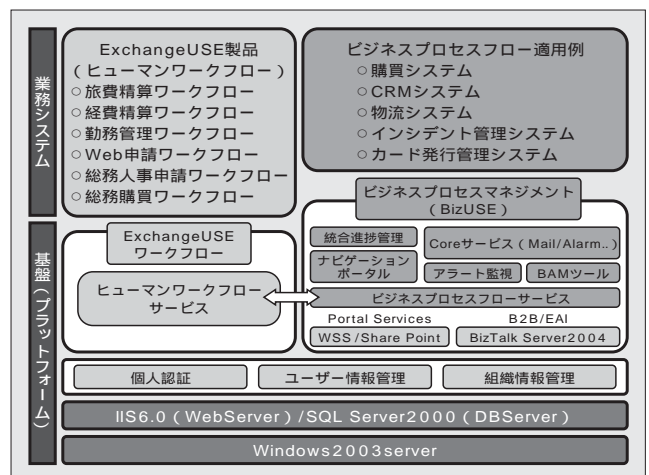 業務システム
ExchangeUSE製品
(ヒューマンワークフロー)
○旅費精算ワークフロー
○経費精算ワークフロー
○勤務管理ワークフロー
○Web申請ワークフロー
○総務人事申請ワークフロー
○総務購買ワークフロー
ビジネスプロセスフロー適用例
○購買システム
○CRMシステム
○物流システム
○インシデント管理システム
○カード発行管理システム
基盤(プラットフォーム)
ExchangeUSE
ワークフロー
ヒューマンワークフロー
サービス
ビジネスプロセスマネジメント
(BizUSE)
統合進捗管理
Coreサービス(Mail/Alarm..)
ナビゲーション
ポータル
アラート監視
BAMツール
ビジネスプロセスフローサービス
Portal Services
B2B/EAI
WSS/Share Point
BizTalk Server2004
個人認証
ユーザー情報管理
組織情報管理
IIS6.0(WebServer)/SQL Server2000(DBServer)
Windows2003server